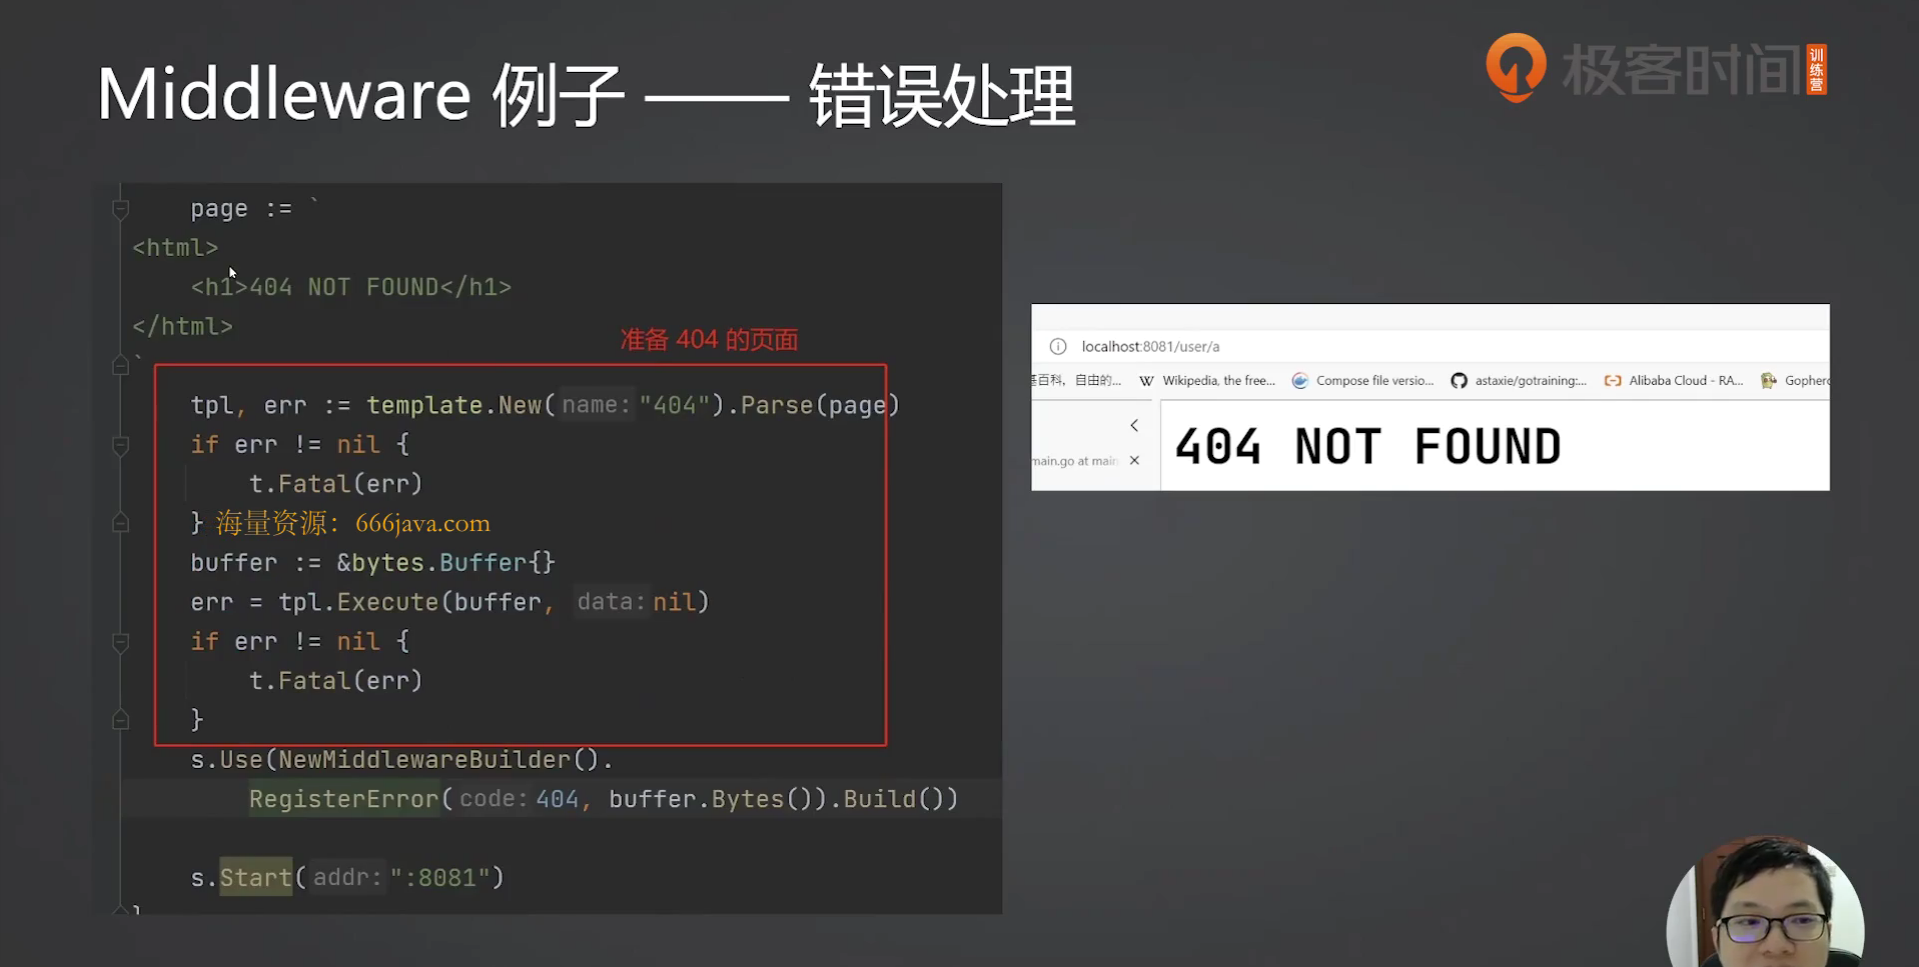 Middleware 例子 —— 错误处理
极客时间
训练营
page := `
<html>
<h1>404 NOT FOUND</h1>
</html>
`
准备 404 的页面
tpl, err := template.New(name: "404").Parse(page)
if err != nil {
t.Fatal(err)
}
海量资源：666java.com
buffer := &bytes.Buffer{}
err = tpl.Execute(buffer, data: nil)
if err != nil {
t.Fatal(err)
}
s.Use(NewMiddlewareBuilder().
RegisterError(code: 404, buffer.Bytes()).Build())
s.Start(addr: ":8081")
localhost:8081/user/a
百科，自由的... W Wikipedia, the free... Compose file versio... astaxie/gotraining:... Alibaba Cloud - RA... Gopher
main.go at main
404 NOT FOUND